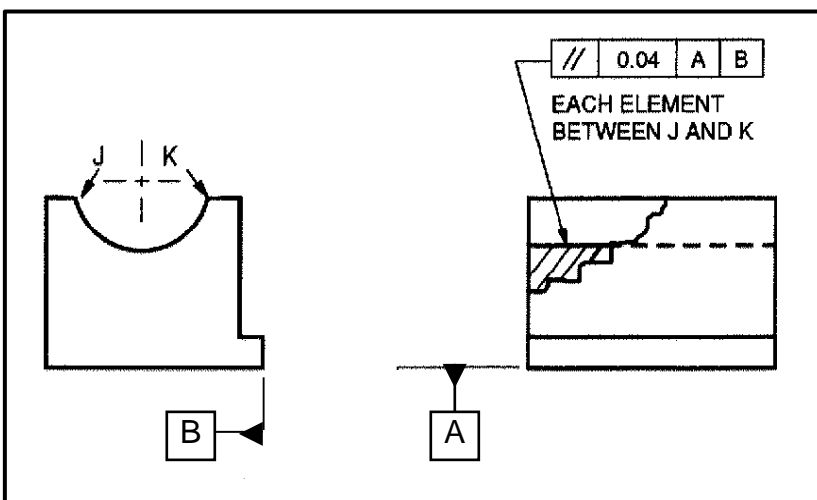 // 0.04 A B
EACH ELEMENT
BETWEEN J AND K
J K
B
A